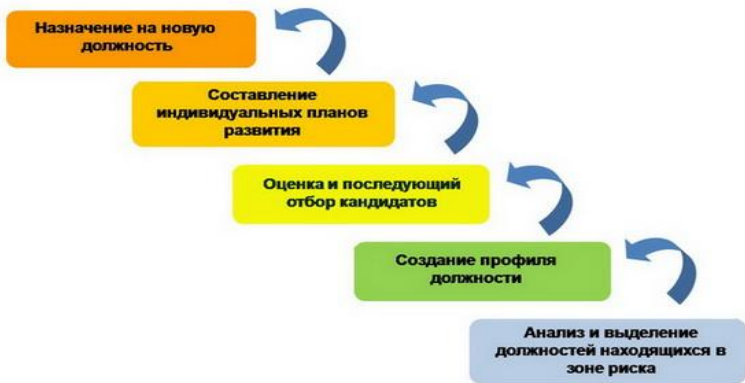 Назначение на новую
должность
Составление
индивидуальных планов
развития
Оценка и последующий
отбор кандидатов
Создание профиля
должности
Анализ и выделение
должностей находящихся в
зоне риска